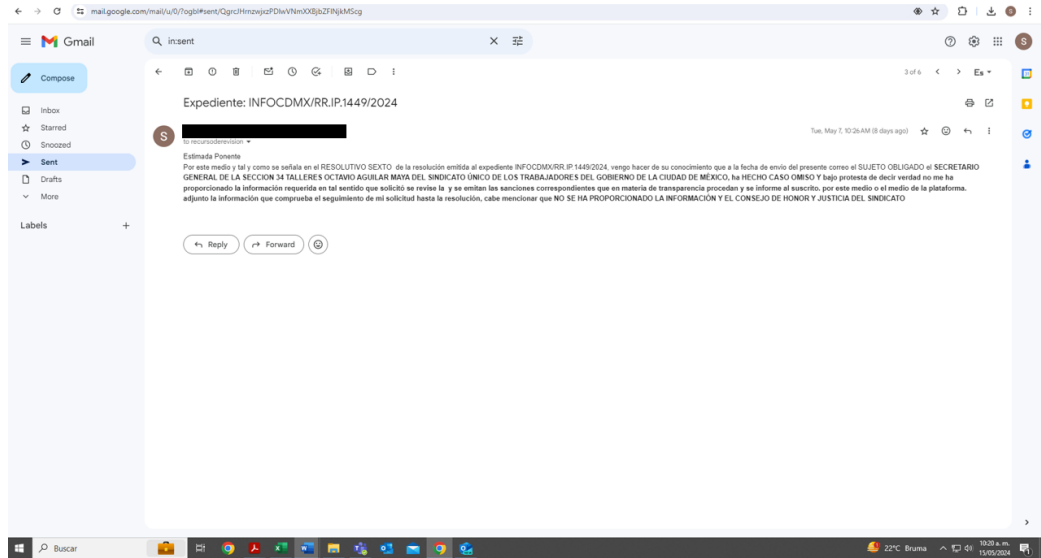 mail.google.com/mail/u/0/?ogbl#sent/QgrcJHrnzwjxzPDlwVNmXXBjbZFlNjkMScg
S
Gmail
in:sent
S
Compose
3 of 6
Es
Expediente: INFOCDMX/RR.IP.1449/2024
Inbox
Starred
Snoozed
Sent
Drafts
More
Labels
S
Tue, May 7, 10:26 AM (8 days ago)
to recursoderevision
Estimada Ponente
Por este medio y tal y como se señala en el RESOLUTIVO SEXTO de la resolución emitida al expediente INFOCDMX/RR.IP.1449/2024, vengo hacer de su conocimiento que a la fecha de envio del presente correo el SUJETO OBLIGADO el SECRETARIO
GENERAL DE LA SECCION 34 TALLERES OCTAVIO AGUILAR MAYA DEL SINDICATO ÚNICO DE LOS TRABAJADORES DEL GOBIERNO DE LA CIUDAD DE MÉXICO, ha HECHO CASO OMISO Y bajo protesta de decir verdad no me ha
proporcionado la información requerida en tal sentido que solicitó se revise la y se emitan las sanciones correspondientes que en materia de transparencia procedan y se informe al suscrito. por este medio o el medio de la plataforma.
adjunto la información que comprueba el seguimiento de mi solicitud hasta la resolución, cabe mencionar que NO SE HA PROPORCIONADO LA INFORMACIÓN Y EL CONSEJO DE HONOR Y JUSTICIA DEL SINDICATO
Reply
Forward
Buscar
22°C Bruma
10:20 a. m.
15/05/2024